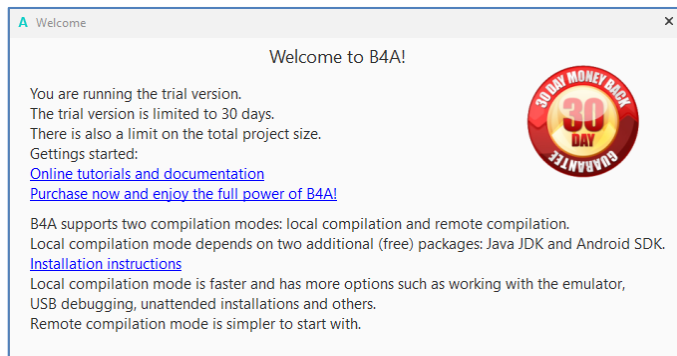 A Welcome
Welcome to B4A!
You are running the trial version.
The trial version is limited to 30 days.
There is also a limit on the total project size.
Gettings started:
Online tutorials and documentation
Purchase now and enjoy the full power of B4A!
30 DAY MONEY BACK
30
DAY
GUARANTEE
B4A supports two compilation modes: local compilation and remote compilation.
Local compilation mode depends on two additional (free) packages: Java JDK and Android SDK.
Installation instructions
Local compilation mode is faster and has more options such as working with the emulator,
USB debugging, unattended installations and others.
Remote compilation mode is simpler to start with.